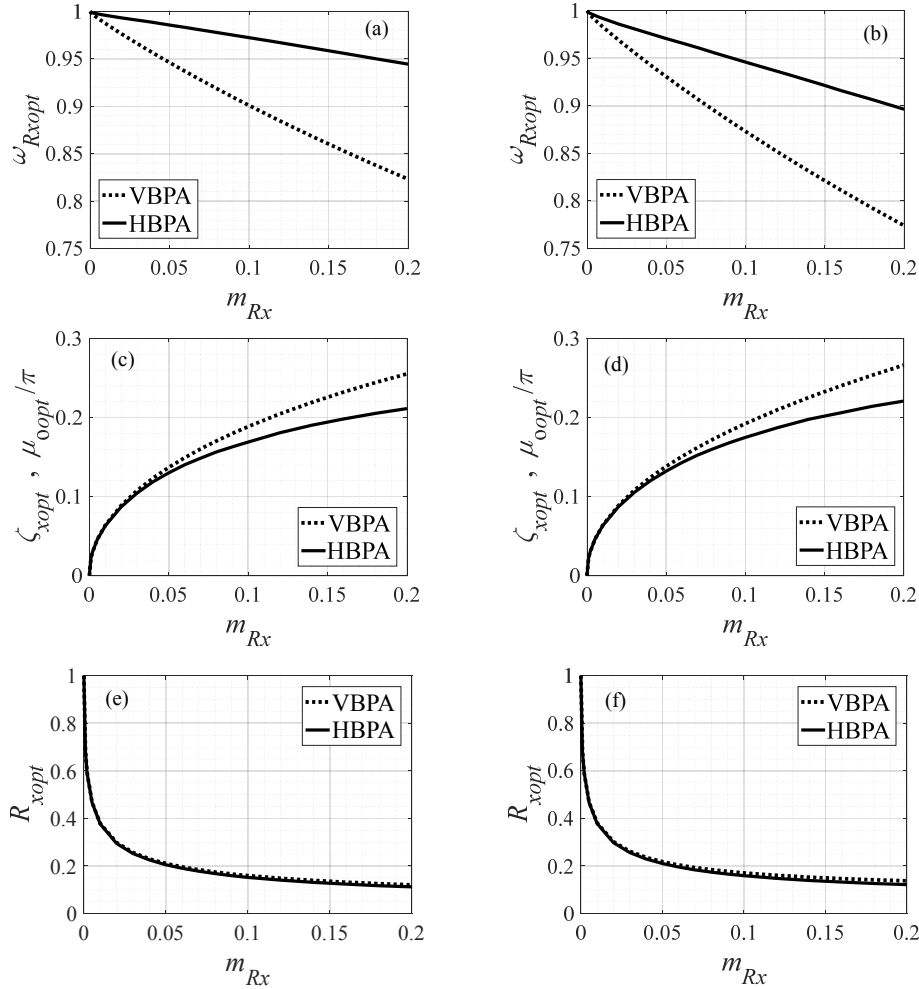 (a)
1
0.95
0.9
0.85
0.8
0.75
ω_Rxopt
VBPA
HBPA
0 0.05 0.1 0.15 0.2
m_Rx
(b)
1
0.95
0.9
0.85
0.8
0.75
ω_Rxopt
VBPA
HBPA
0 0.05 0.1 0.15 0.2
m_Rx
(c)
0.3
0.2
0.1
0
ζ_xopt , μ_0opt/π
VBPA
HBPA
0 0.05 0.1 0.15 0.2
m_Rx
(d)
0.3
0.2
0.1
0
ζ_xopt , μ_0opt/π
VBPA
HBPA
0 0.05 0.1 0.15 0.2
m_Rx
(e)
1
0.8
0.6
0.4
0.2
0
R_xopt
VBPA
HBPA
0 0.05 0.1 0.15 0.2
m_Rx
(f)
1
0.8
0.6
0.4
0.2
0
R_xopt
VBPA
HBPA
0 0.05 0.1 0.15 0.2
m_Rx